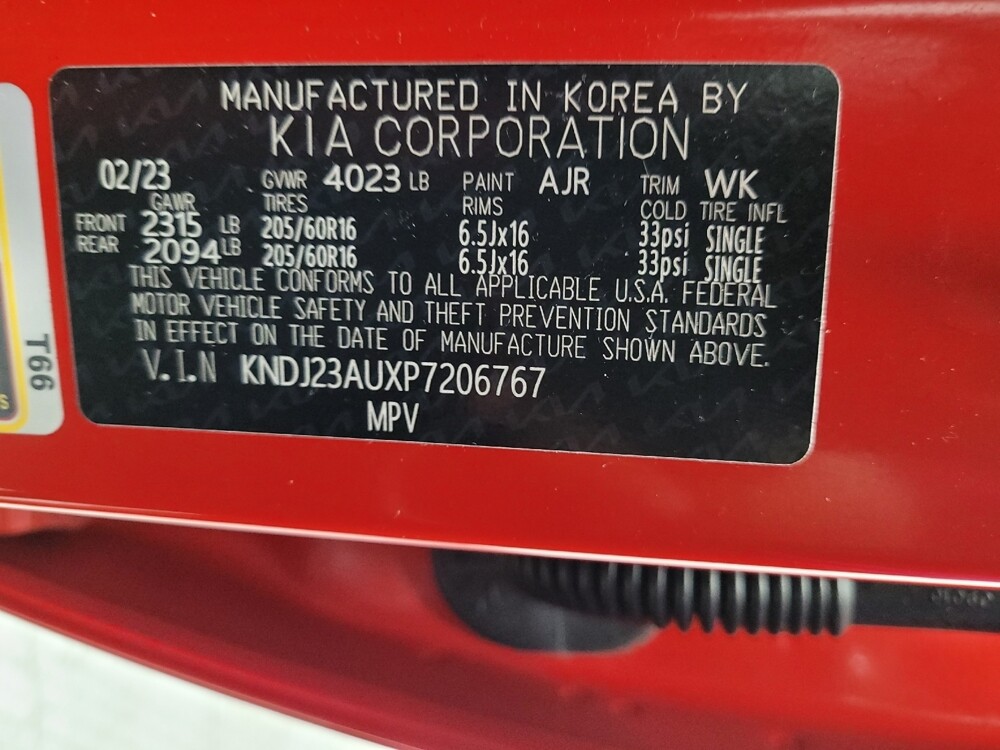 MANUFACTURED IN KOREA BY
KIA CORPORATION
02/23 GVWR 4023 LB PAINT AJR TRIM WK
GAWR TIRES RIMS COLD TIRE INFL
FRONT 2315 LB 205/60R16 6.5Jx16 33psi SINGLE
REAR 2094 LB 205/60R16 6.5Jx16 33psi SINGLE
THIS VEHICLE CONFORMS TO ALL APPLICABLE U.S.A. FEDERAL
MOTOR VEHICLE SAFETY AND THEFT PREVENTION STANDARDS
IN EFFECT ON THE DATE OF MANUFACTURE SHOWN ABOVE.
V.I.N KNDJ23AUXP7206767
MPV
T66